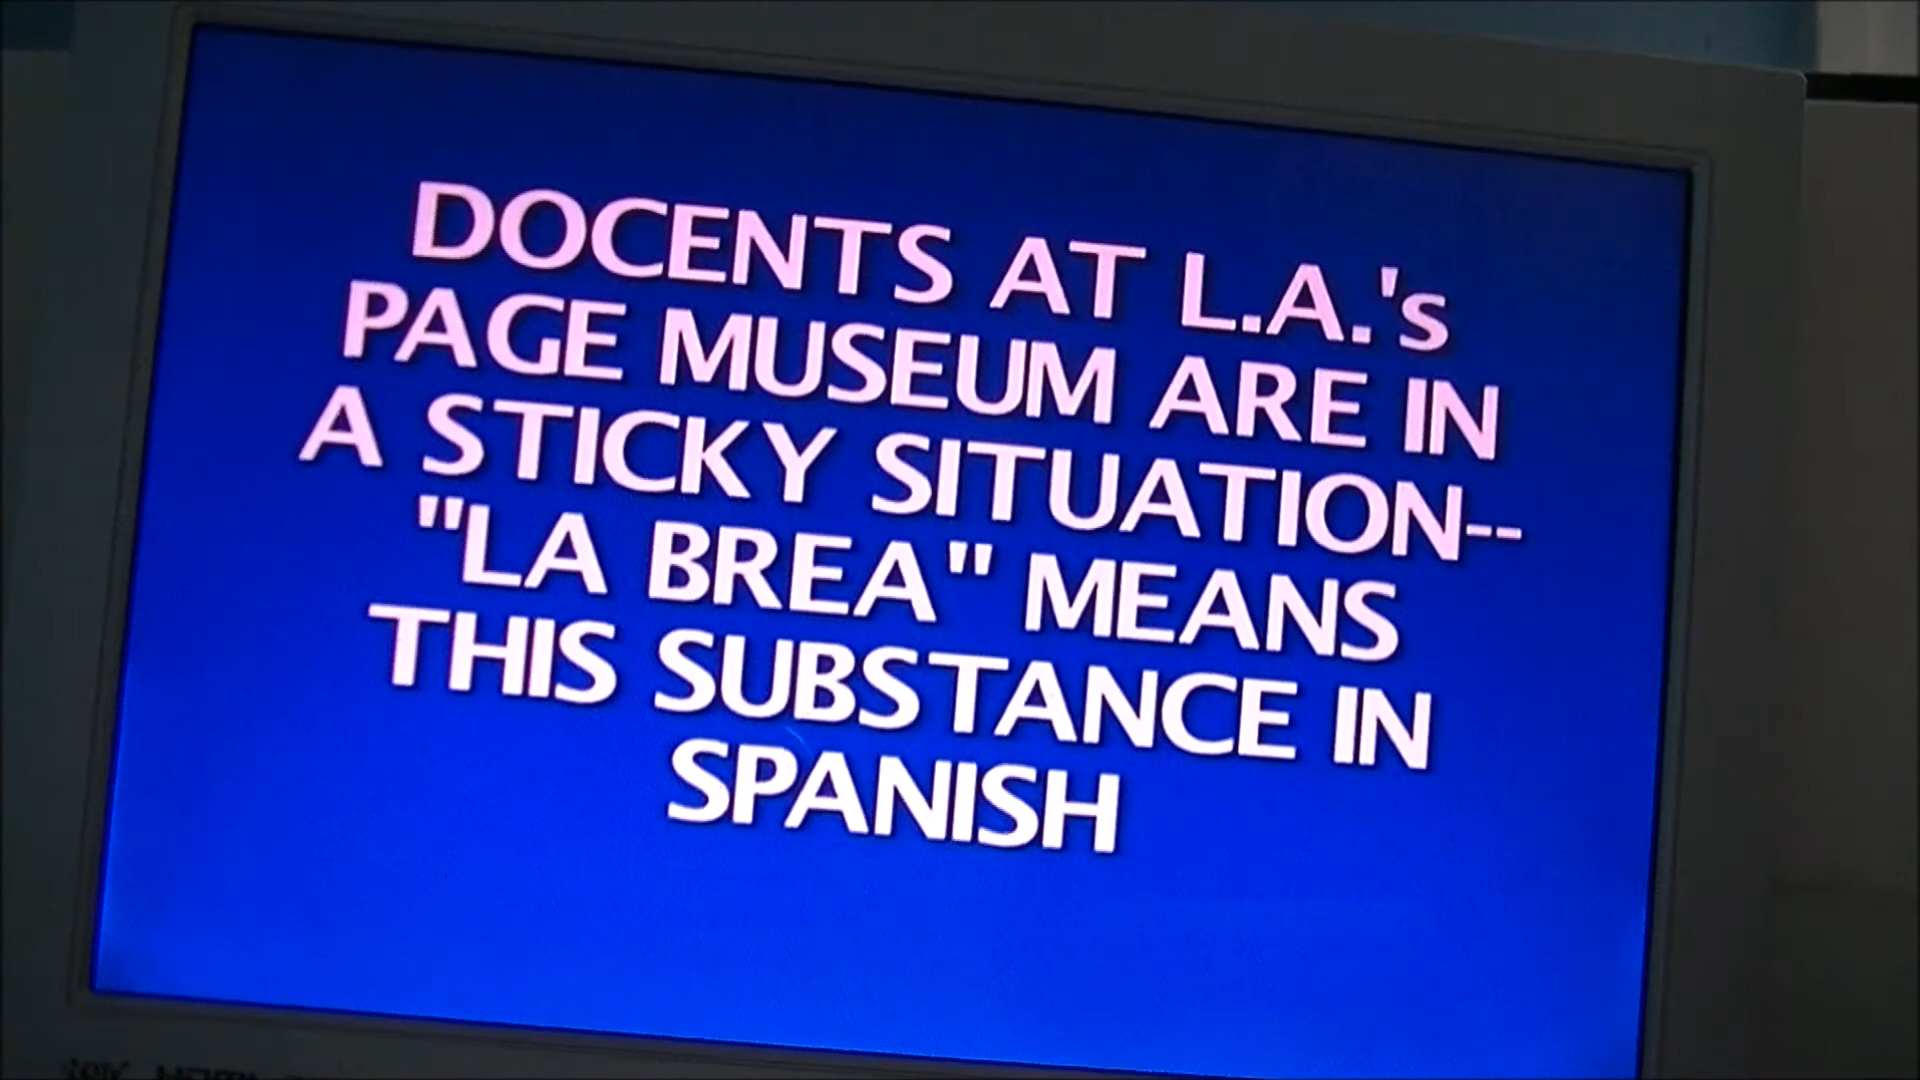 DOCENTS AT L.A.'s
PAGE MUSEUM ARE IN
A STICKY SITUATION--
"LA BREA" MEANS
THIS SUBSTANCE IN
SPANISH